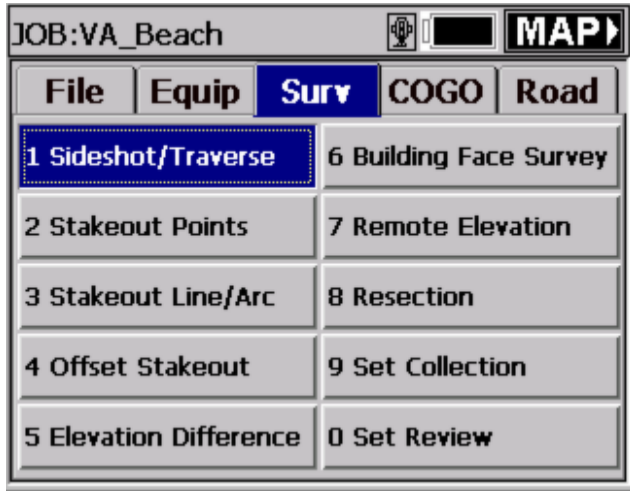 JOB:VA_Beach MAP
File Equip Surv COGO Road
1 Sideshot/Traverse 6 Building Face Survey
2 Stakeout Points 7 Remote Elevation
3 Stakeout Line/Arc 8 Resection
4 Offset Stakeout 9 Set Collection
5 Elevation Difference 0 Set Review